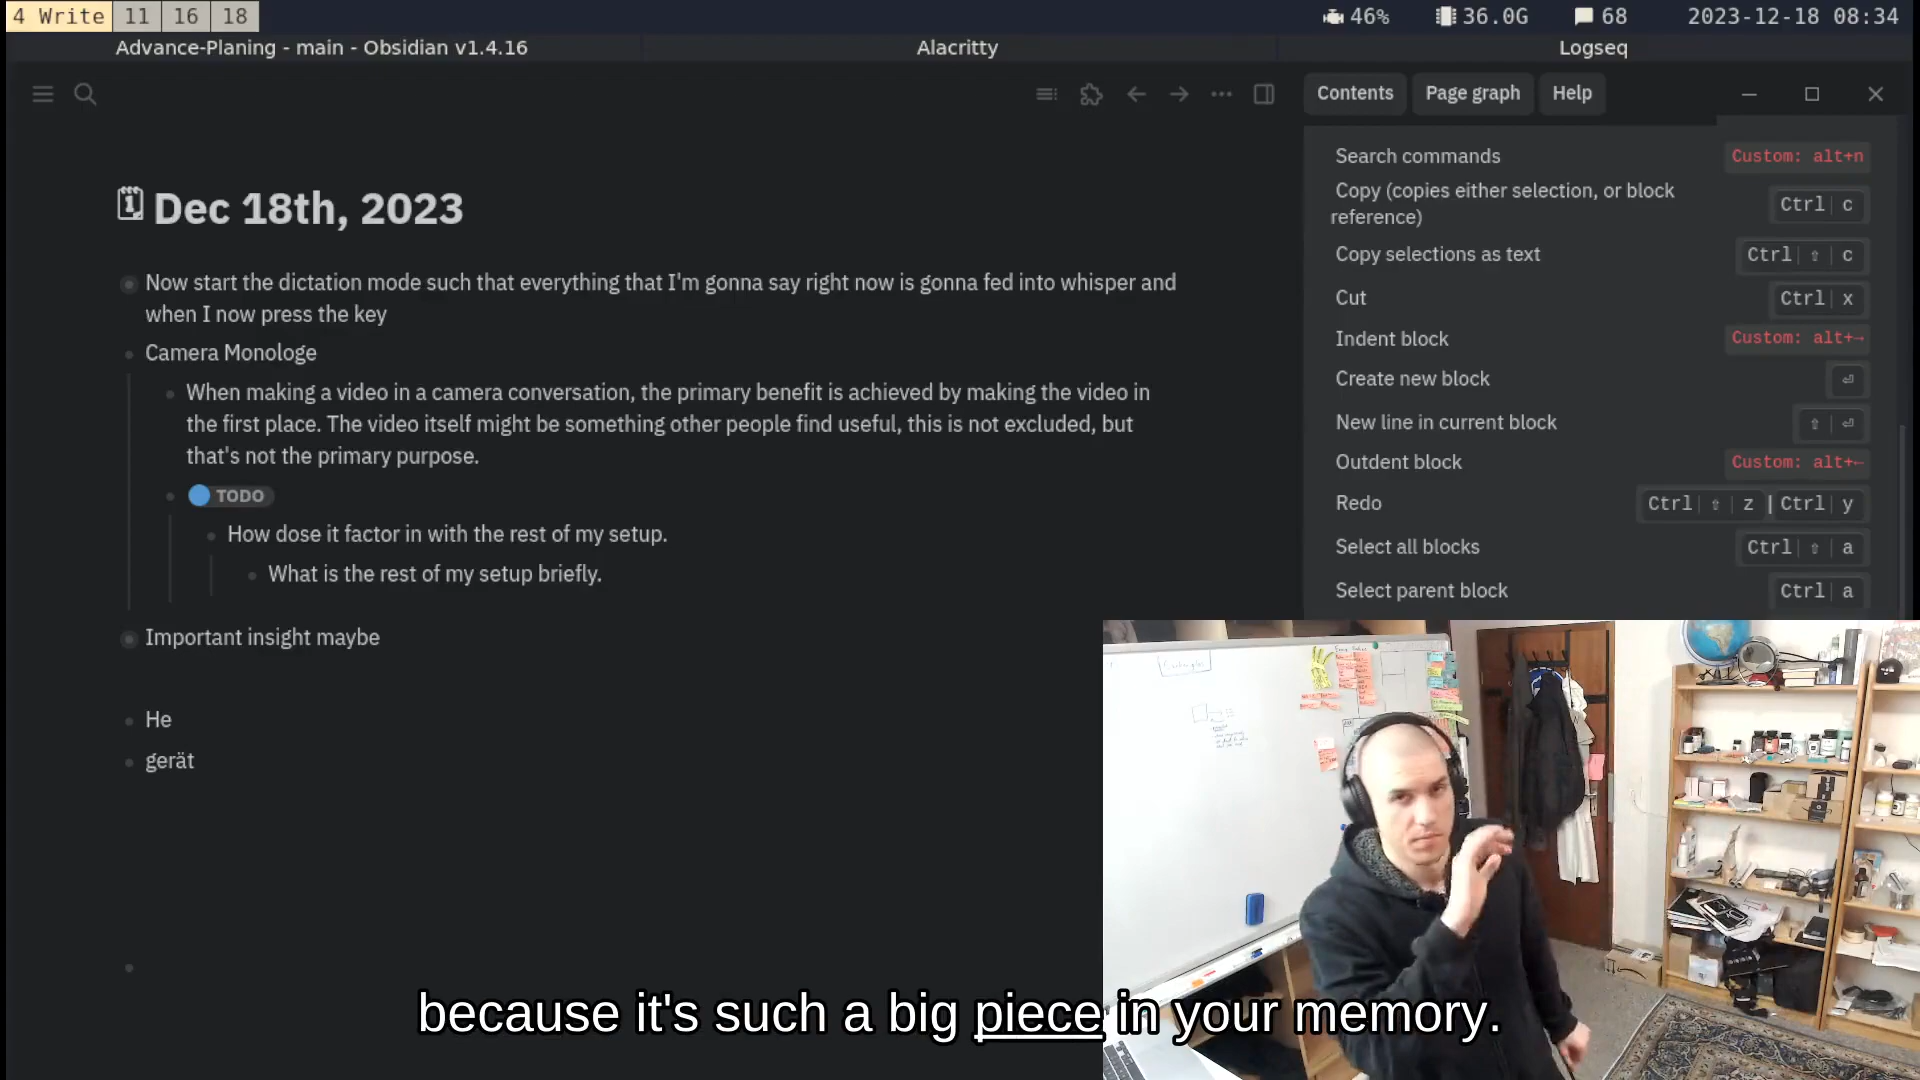 4 Write 11 16 18
46% 36.0G 68 2023-12-18 08:34
Advance-Planing - main - Obsidian v1.4.16
Alacritty
Logseq
Contents Page graph Help
Dec 18th, 2023
Now start the dictation mode such that everything that I'm gonna say right now is gonna fed into whisper and
when I now press the key
Camera Monologe
When making a video in a camera conversation, the primary benefit is achieved by making the video in
the first place. The video itself might be something other people find useful, this is not excluded, but
that's not the primary purpose.
TODO
How dose it factor in with the rest of my setup.
What is the rest of my setup briefly.
Important insight maybe
He
gerät
Search commands Custom: alt+n
Copy (copies either selection, or block
reference) Ctrl c
Copy selections as text Ctrl ⇧ c
Cut Ctrl x
Indent block Custom: alt+→
Create new block ⏎
New line in current block ⇧ ⏎
Outdent block Custom: alt+←
Redo Ctrl ⇧ z | Ctrl y
Select all blocks Ctrl ⇧ a
Select parent block Ctrl a
because it's such a big piece in your memory.